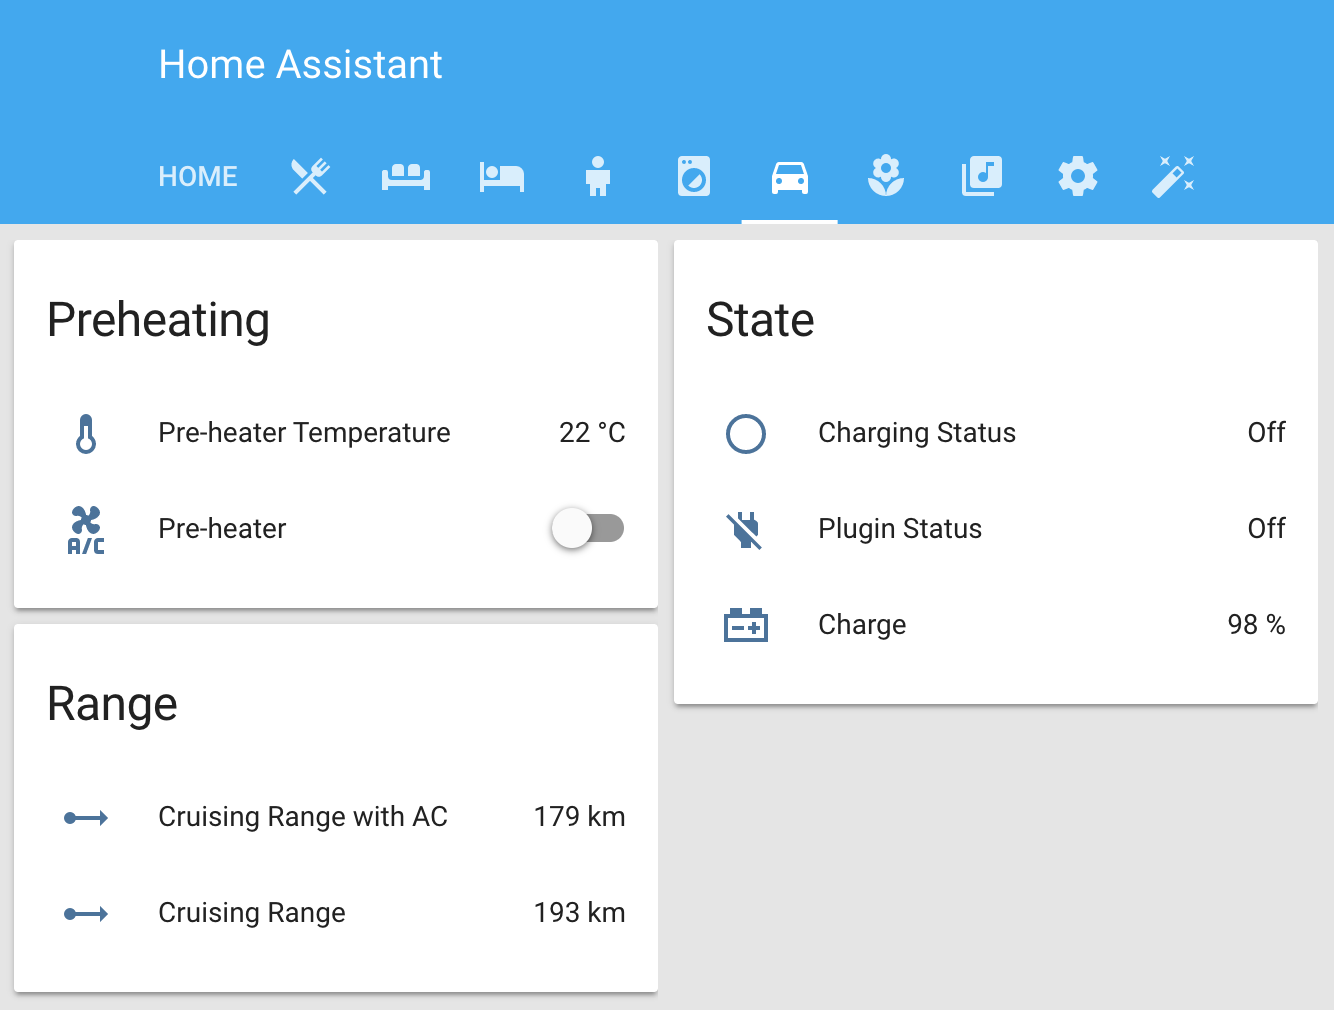 Home Assistant
HOME
Preheating
Pre-heater Temperature 22 °C
A/C Pre-heater
Range
Cruising Range with AC 179 km
Cruising Range 193 km
State
Charging Status Off
Plugin Status Off
Charge 98 %